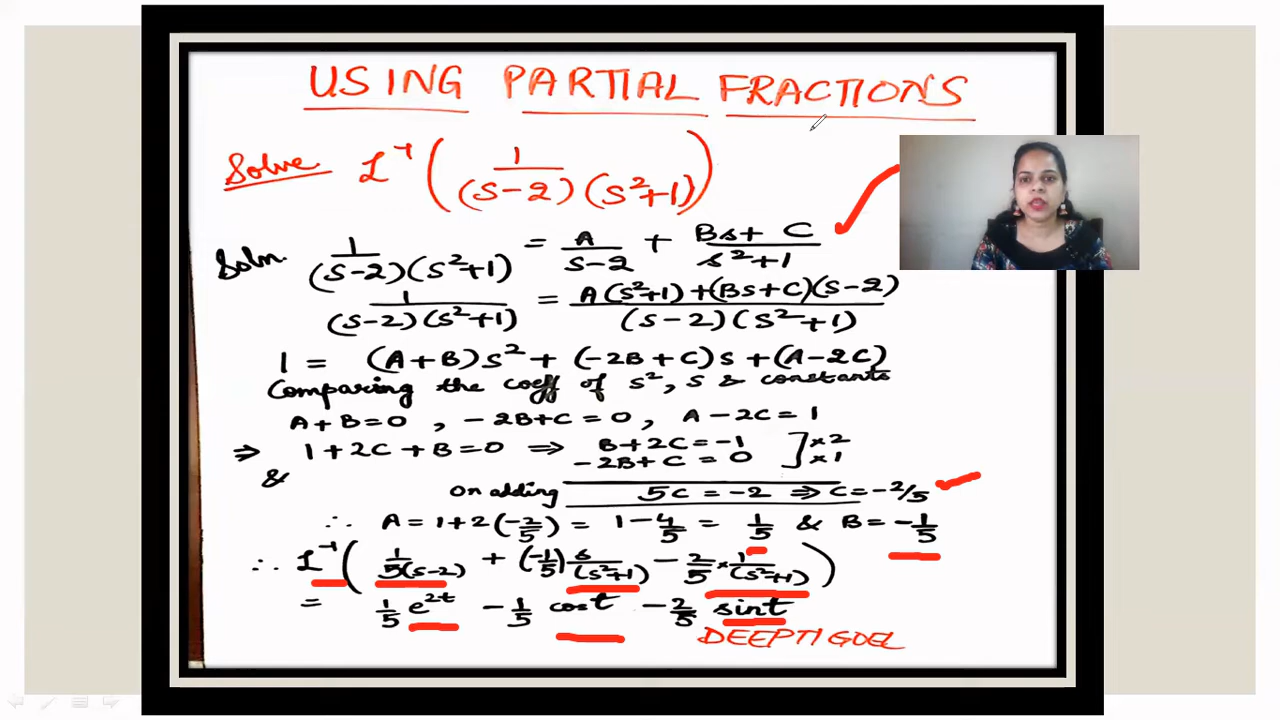 USING PARTIAL FRACTIONS
Solve L⁻¹(1/((s-2)(s²+1)))
Soln. 1/((s-2)(s²+1)) = A/(s-2) + (Bs+C)/(s²+1)
1/((s-2)(s²+1)) = (A(s²+1)+(Bs+C)(s-2))/((s-2)(s²+1))
1 = (A+B)s² + (-2B+C)s + (A-2C)
Comparing the coeff of s², s & constants
A+B=0 , -2B+C=0, A-2C=1
⇒ 1+2C+B=0 ⇒ B+2C=-1 ]×2
& -2B+C=0 ]×1
on adding 5C=-2 ⇒ C=-2/5
∴ A=1+2(-2/5) = 1-4/5 = 1/5 & B=-1/5
∴ L⁻¹(1/(5(s-2)) + (-1/5) s/(s²+1) - 2/5 × 1/(s²+1))
= 1/5 e²ᵗ - 1/5 cost - 2/5 sint
DEEPTI GOEL